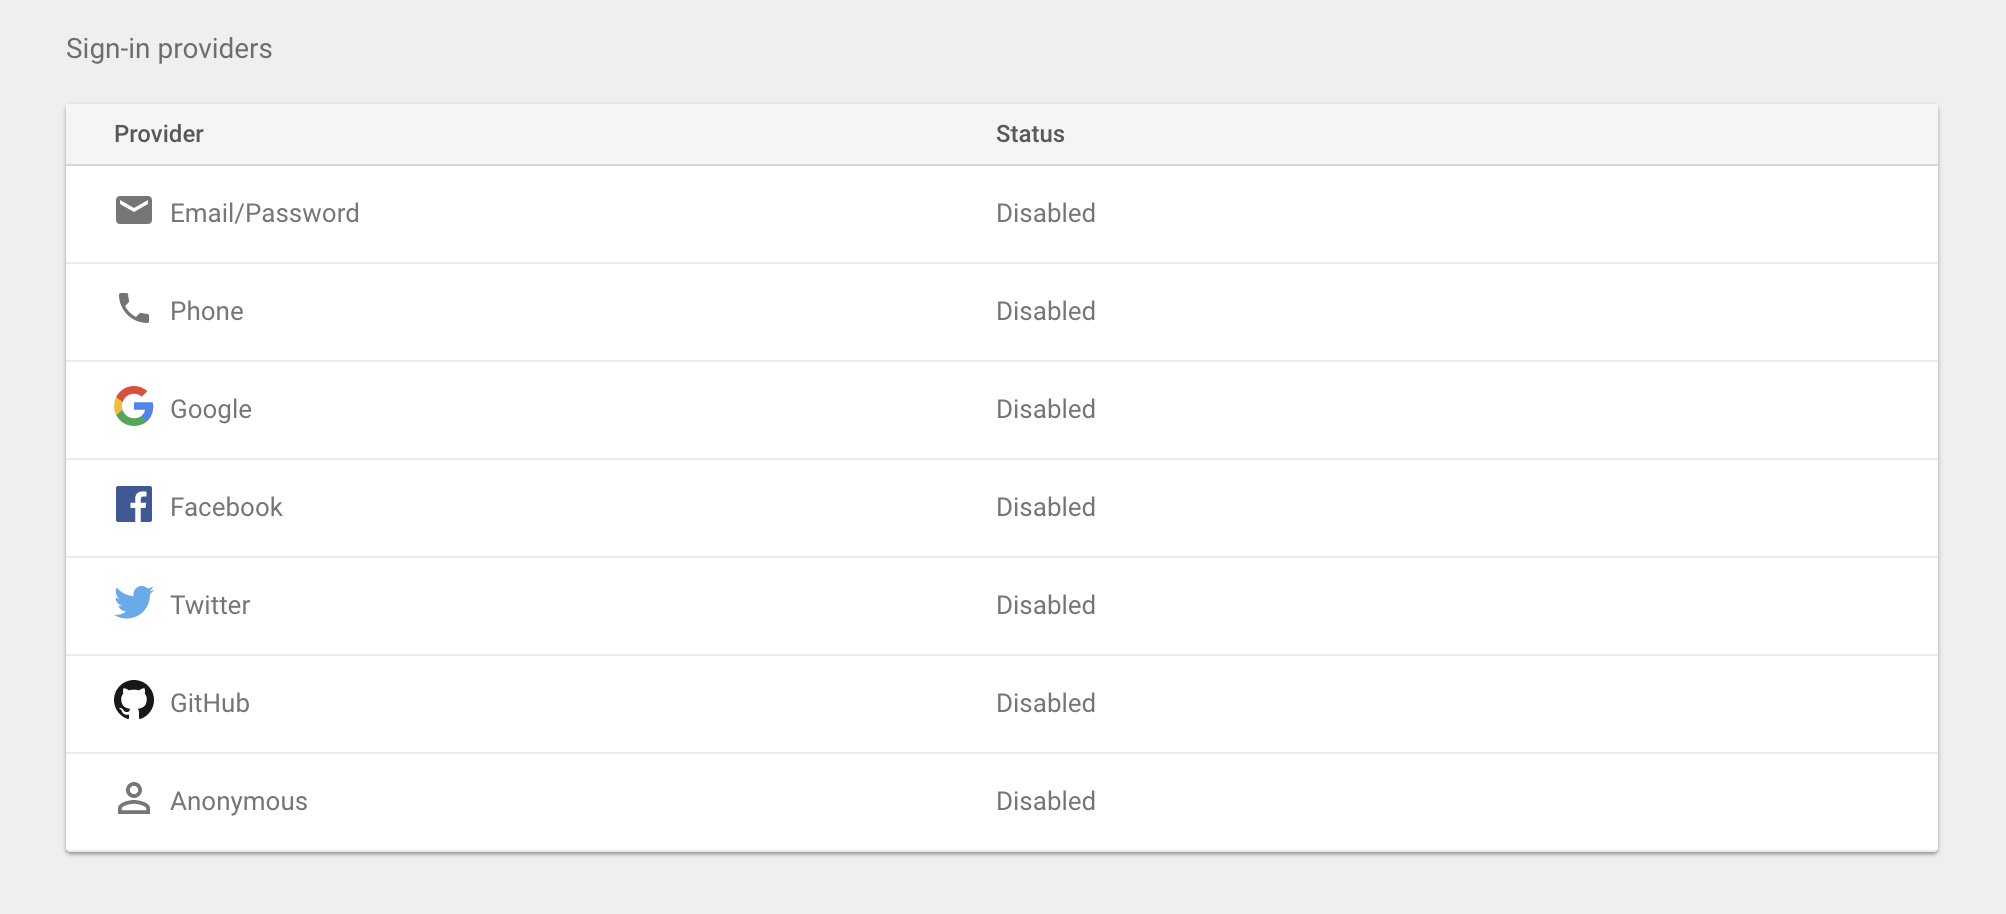 Sign-in providers
Provider Status
Email/Password Disabled
Phone Disabled
Google Disabled
Facebook Disabled
Twitter Disabled
GitHub Disabled
Anonymous Disabled